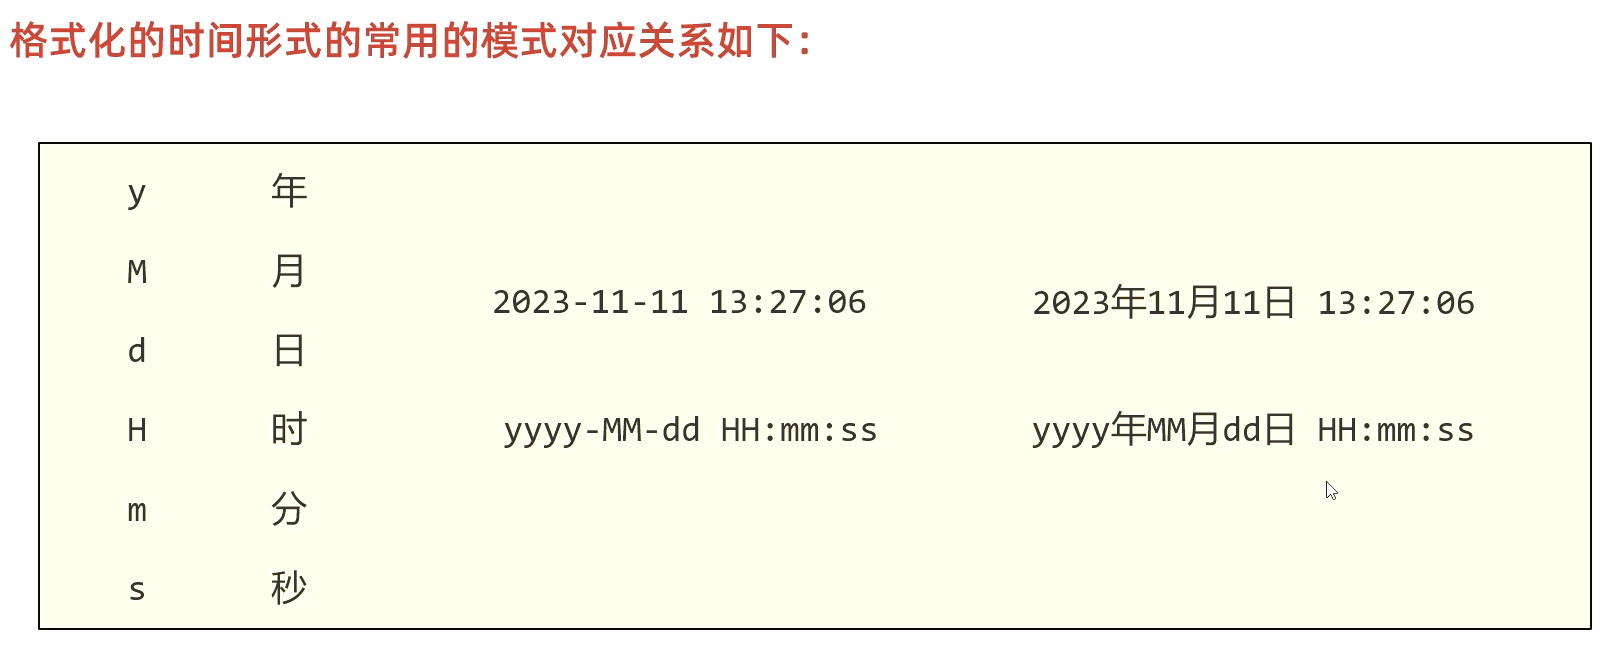 格式化的时间形式的常用的模式对应关系如下：
y 年
M 月
2023-11-11 13:27:06 2023年11月11日 13:27:06
d 日
H 时 yyyy-MM-dd HH:mm:ss yyyy年MM月dd日 HH:mm:ss
m 分
s 秒